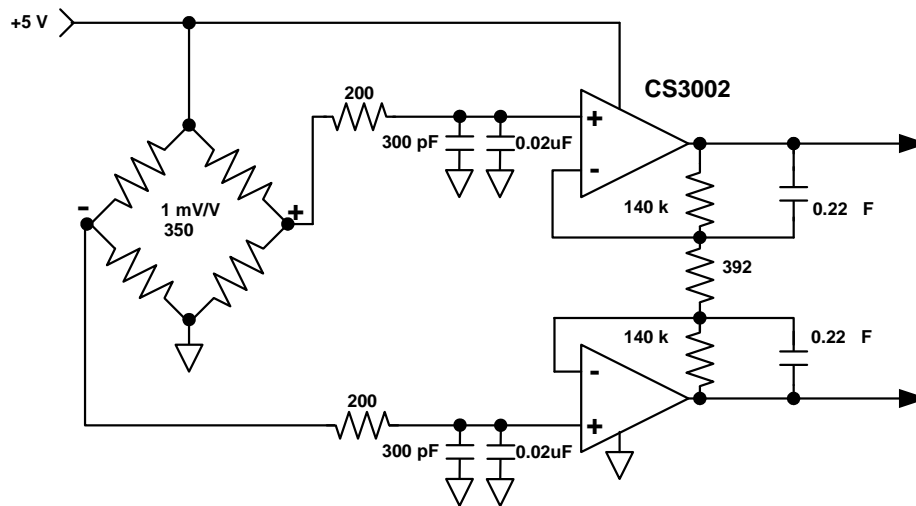 +5 V
CS3002
200
+
300 pF
0.02uF
-
140 k
0.22 F
-
+
1 mV/V
350
392
140 k
0.22 F
-
200
+
300 pF
0.02uF